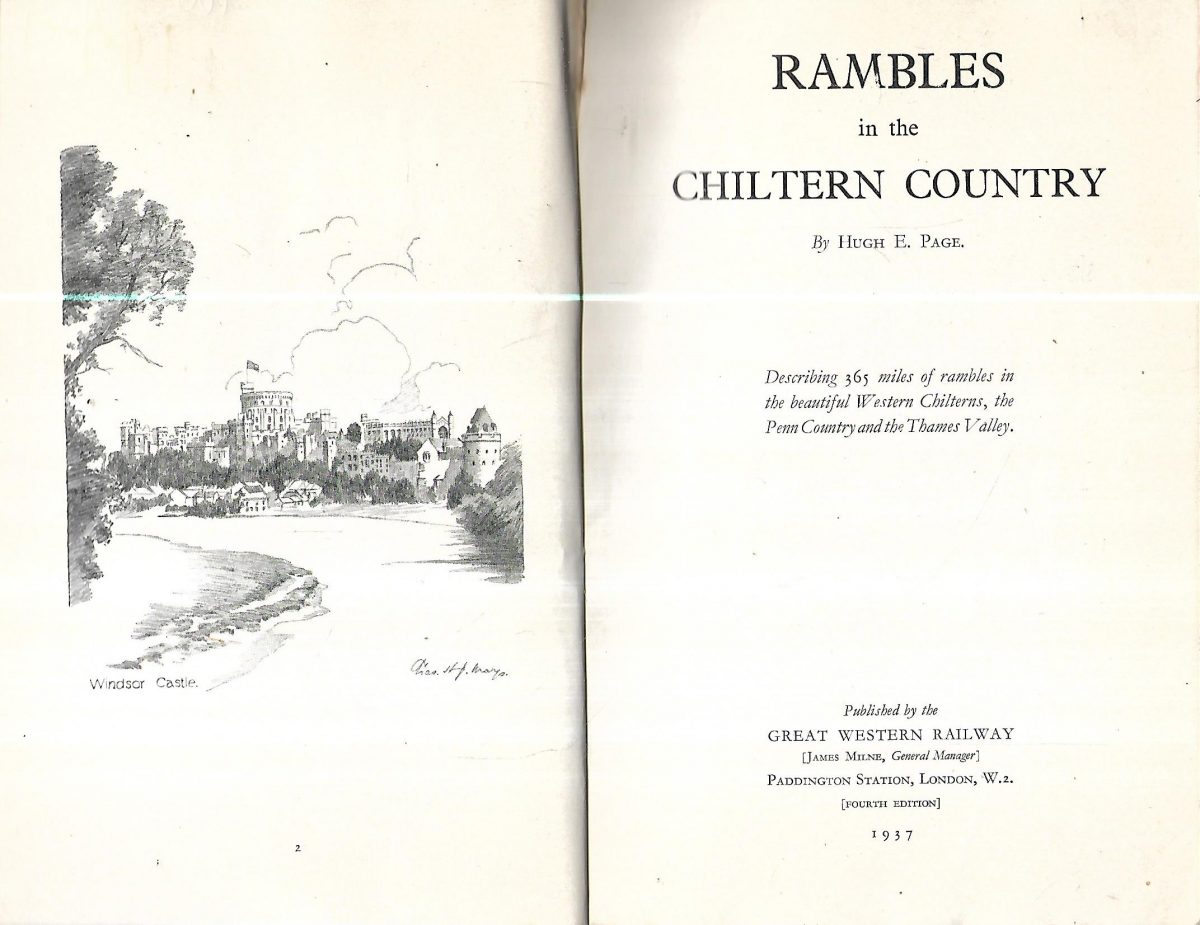 Windsor Castle.
Chas. H. J. Mayo.
2
RAMBLES
in the
CHILTERN COUNTRY
By HUGH E. PAGE.
Describing 365 miles of rambles in
the beautiful Western Chilterns, the
Penn Country and the Thames Valley.
Published by the
GREAT WESTERN RAILWAY
[JAMES MILNE, General Manager]
PADDINGTON STATION, LONDON, W.2.
[FOURTH EDITION]
1937